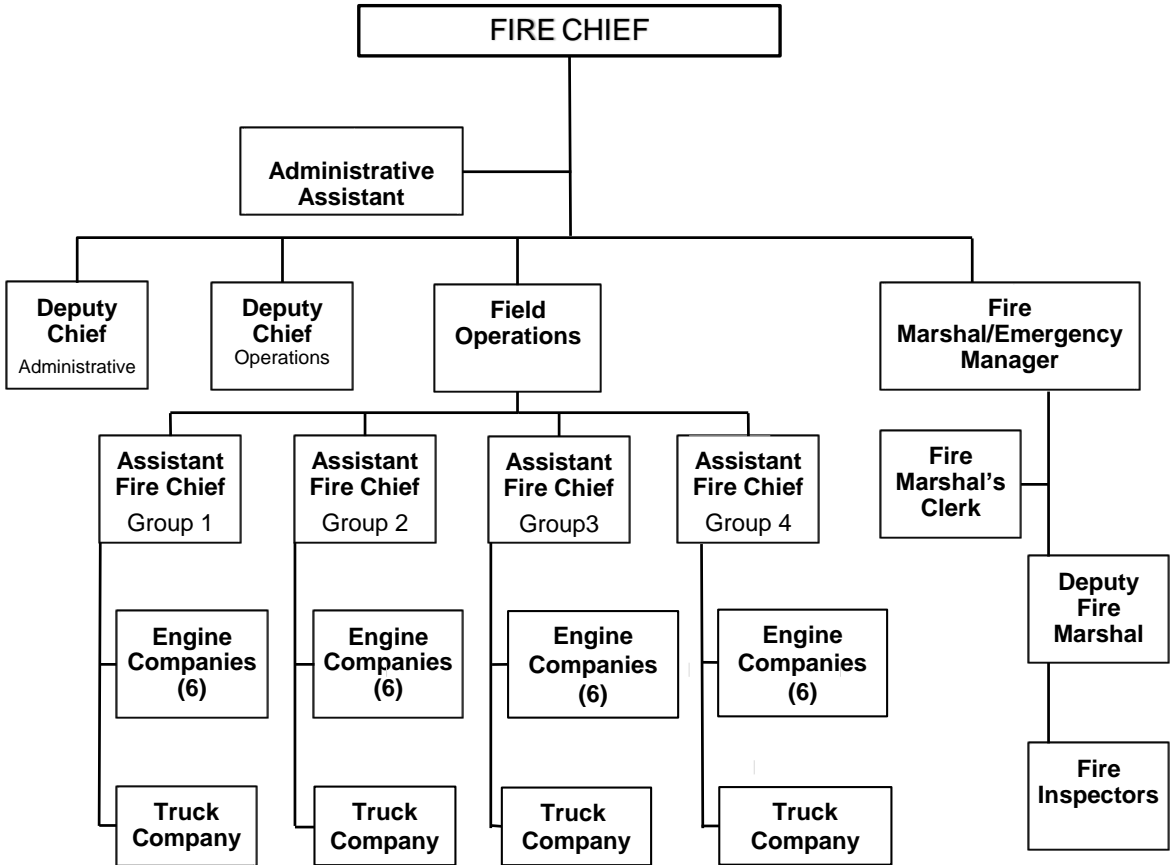 FIRE CHIEF
Administrative
Assistant
Deputy
Chief
Administrative
Deputy
Chief
Operations
Field
Operations
Fire
Marshal/Emergency
Manager
Assistant
Fire Chief
Group 1
Assistant
Fire Chief
Group 2
Assistant
Fire Chief
Group3
Assistant
Fire Chief
Group 4
Fire
Marshal’s
Clerk
Engine
Companies
(6)
Engine
Companies
(6)
Engine
Companies
(6)
Engine
Companies
(6)
Deputy
Fire
Marshal
Truck
Company
Truck
Company
Truck
Company
Truck
Company
Fire
Inspectors